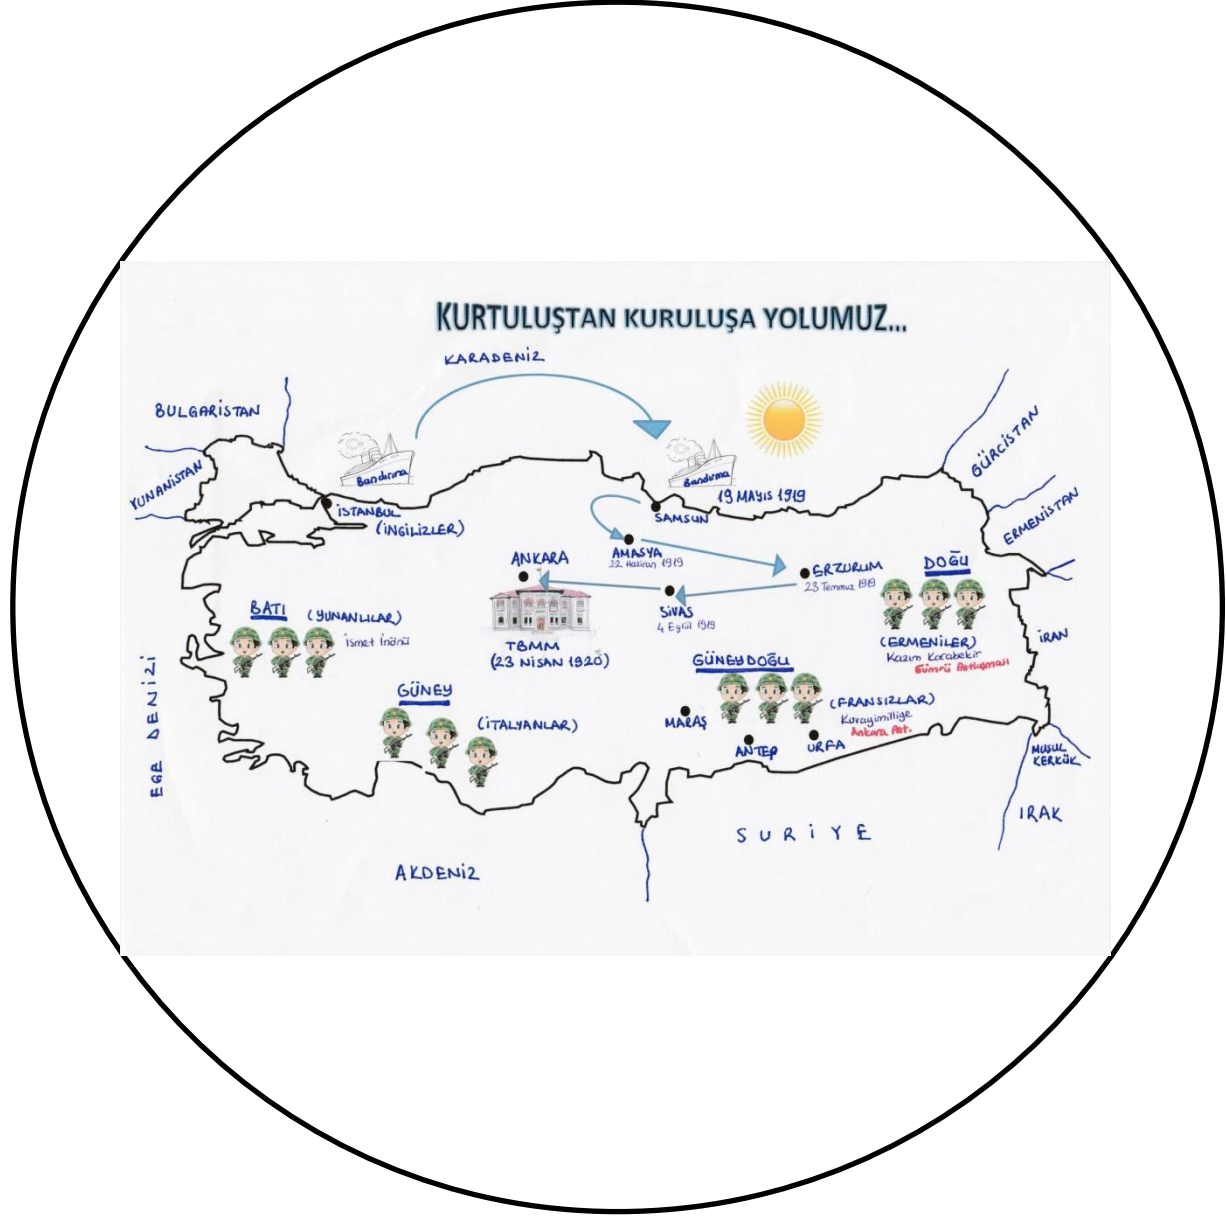 KURTULUŞTAN KURULUŞA YOLUMUZ...
KARADENİZ
BULGARİSTAN
YUNANİSTAN
Bandırma
Bandırma
19 MAYIS 1919
GÜRCİSTAN
ERMENİSTAN
İSTANBUL
(İNGİLİZLER)
SAMSUN
AMASYA
22 Haziran 1919
ANKARA
ERZURUM
23 Temmuz 1919
DOĞU
SİVAS
4 Eylül 1919
BATI (YUNANLILAR)
İsmet İnönü
TBMM
(23 NİSAN 1920)
(ERMENİLER)
Kazım Karabekir
Gümrü Antlaşması
İRAN
GÜNEYDOĞU
GÜNEY
(İTALYANLAR)
(FRANSIZLAR)
Kuvayimilliye
Ankara Ant.
MARAŞ
ANTEP
URFA
MUSUL
KERKÜK
EGE DENİZİ
IRAK
SURİYE
AKDENİZ